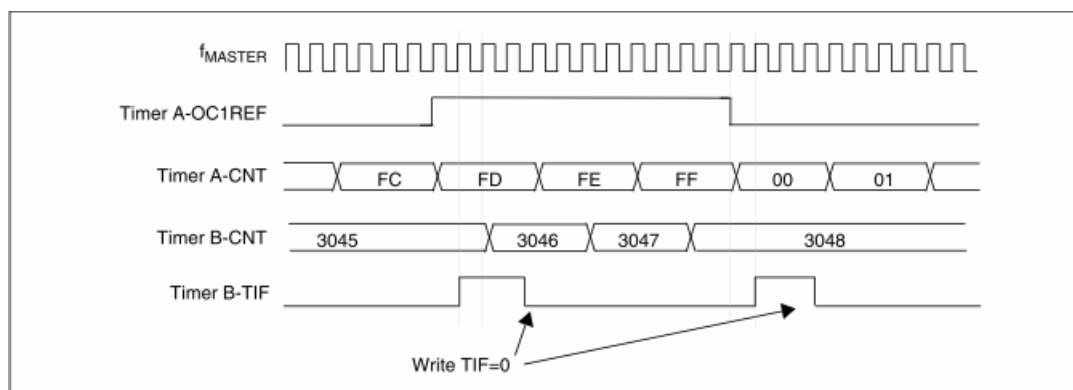 fMASTER
Timer A-OC1REF
Timer A-CNT FC FD FE FF 00 01
Timer B-CNT 3045 3046 3047 3048
Timer B-TIF
Write TIF=0